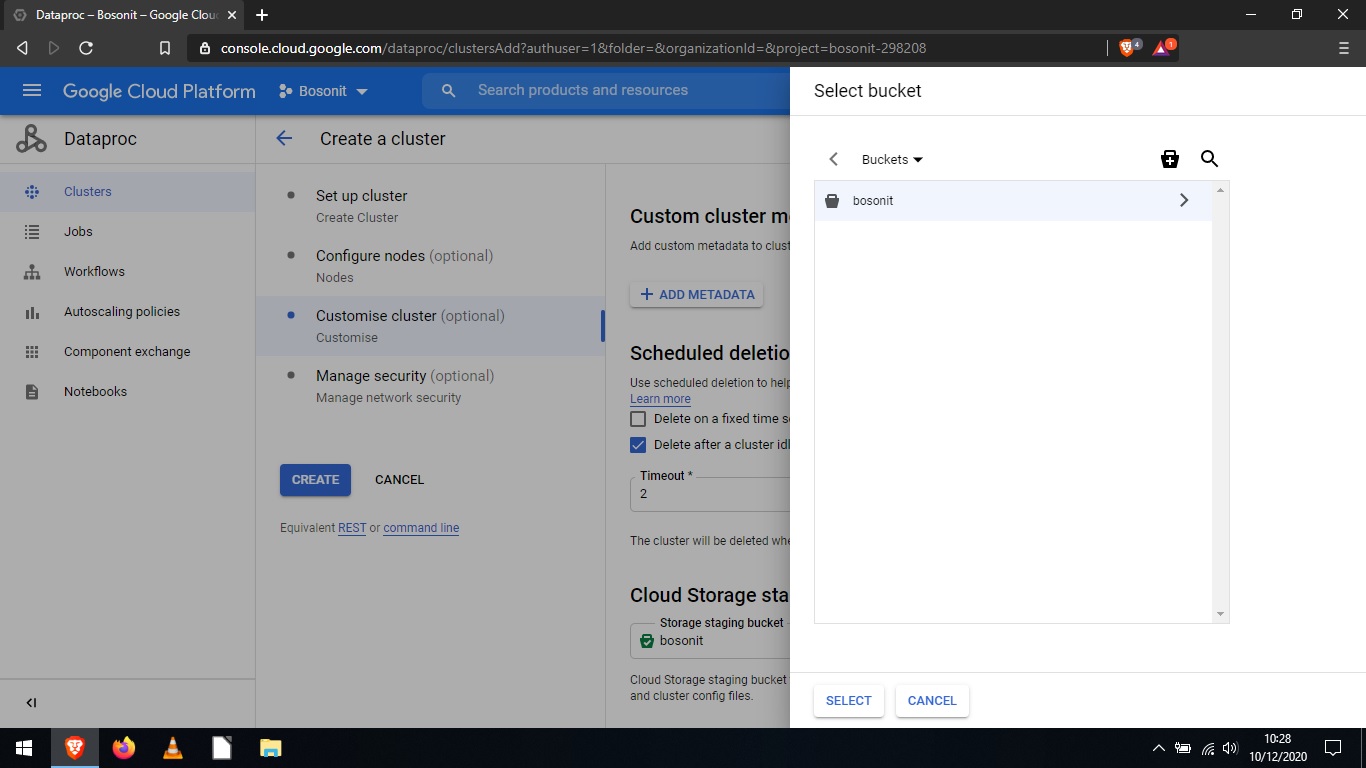 Dataproc – Bosonit – Google Clou
console.cloud.google.com/dataproc/clustersAdd?authuser=1&folder=&organizationId=&project=bosonit-298208
4
1
Google Cloud Platform
Bosonit
Search products and resources
Dataproc
Clusters
Jobs
Workflows
Autoscaling policies
Component exchange
Notebooks
Create a cluster
Set up cluster
Create Cluster
Configure nodes (optional)
Nodes
Customise cluster (optional)
Customise
Manage security (optional)
Manage network security
CREATE
CANCEL
Equivalent REST or command line
Custom cluster m
Add custom metadata to clust
ADD METADATA
Scheduled deletio
Use scheduled deletion to help
Learn more
Delete on a fixed time s
Delete after a cluster idl
Timeout *
2
The cluster will be deleted whe
Cloud Storage sta
Storage staging bucket
bosonit
Cloud Storage staging bucket
and cluster config files.
Select bucket
Buckets
bosonit
SELECT
CANCEL
10:28
10/12/2020